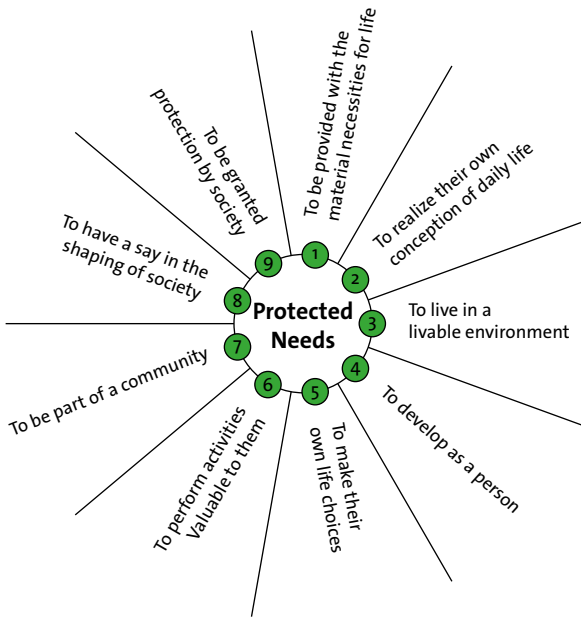 Protected
Needs
1
To be provided with the
material necessities for life
2
To realize their own
conception of daily life
3
To live in a
livable environment
4
To develop as a person
5
To make their
own life choices
6
To perform activities
Valuable to them
7
To be part of a community
8
To have a say in the
shaping of society
9
To be granted
protection by society